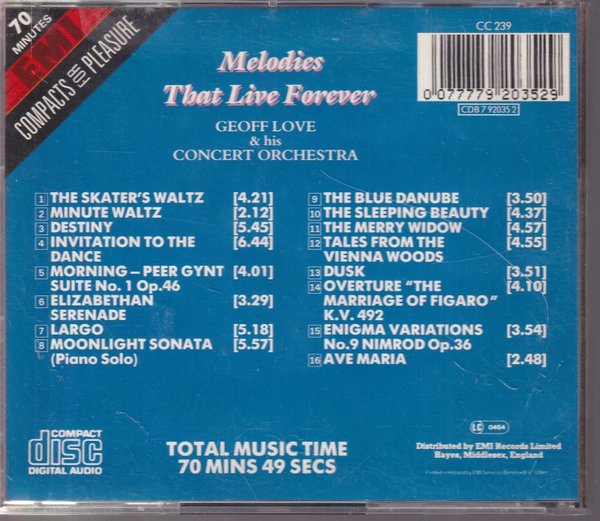 70
MINUTES
EMI
COMPACTS
FOR
PLEASURE
CC 239
0 077779 203529
CDB 7 92035 2
Melodies
That Live Forever
GEOFF LOVE
& his
CONCERT ORCHESTRA
1 THE SKATER'S WALTZ [4.21]
2 MINUTE WALTZ [2.12]
3 DESTINY [5.45]
4 INVITATION TO THE [6.44]
DANCE
5 MORNING – PEER GYNT [4.01]
SUITE No. 1 Op.46
6 ELIZABETHAN [3.29]
SERENADE
7 LARGO [5.18]
8 MOONLIGHT SONATA [5.57]
(Piano Solo)
9 THE BLUE DANUBE [3.50]
10 THE SLEEPING BEAUTY [4.37]
11 THE MERRY WIDOW [4.57]
12 TALES FROM THE [4.55]
VIENNA WOODS
13 DUSK [3.51]
14 OVERTURE "THE [4.10]
MARRIAGE OF FIGARO"
K.V. 492
15 ENIGMA VARIATIONS [3.54]
No.9 NIMROD Op.36
16 AVE MARIA [2.48]
COMPACT
disc
DIGITAL AUDIO
TOTAL MUSIC TIME
70 MINS 49 SECS
LC 0464
Distributed by EMI Records Limited
Hayes, Middlesex, England